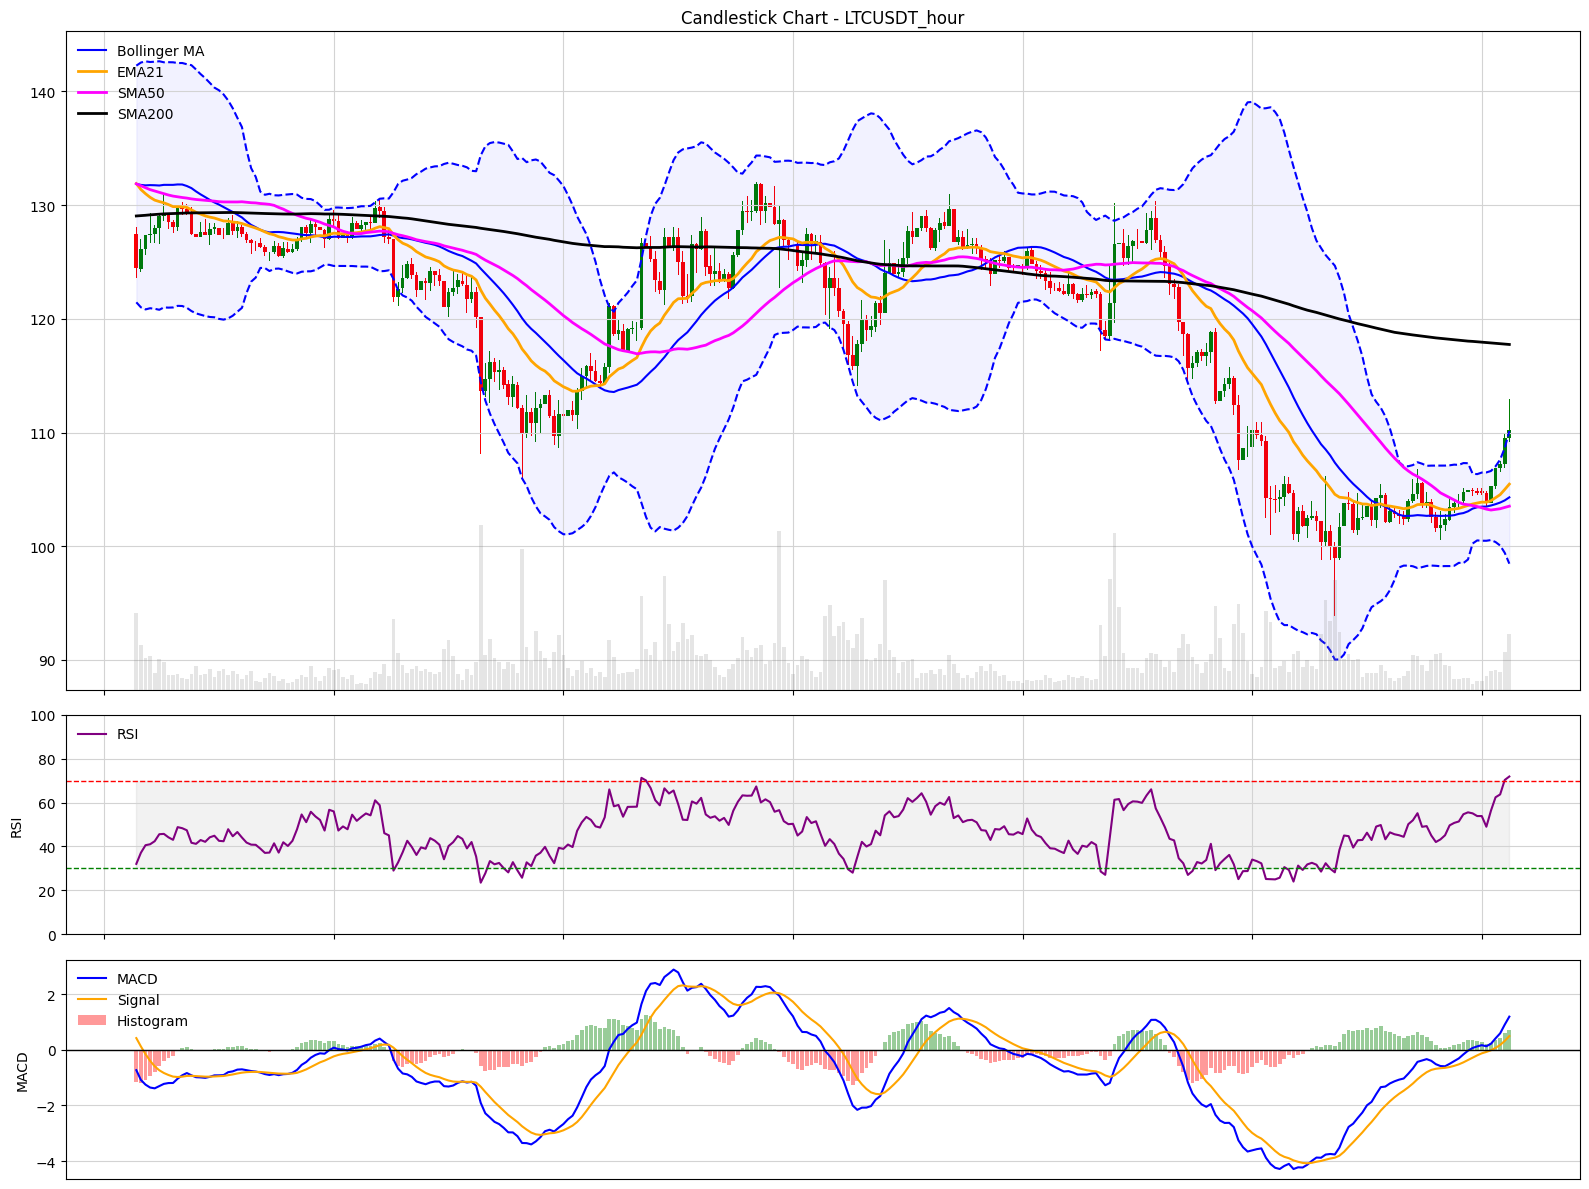 Candlestick Chart - LTCUSDT_hour
Bollinger MA
EMA21
SMA50
SMA200
140
130
120
110
100
90
RSI
100
80
60
40
20
0
RSI
MACD
Signal
Histogram
2
0
−2
−4
MACD